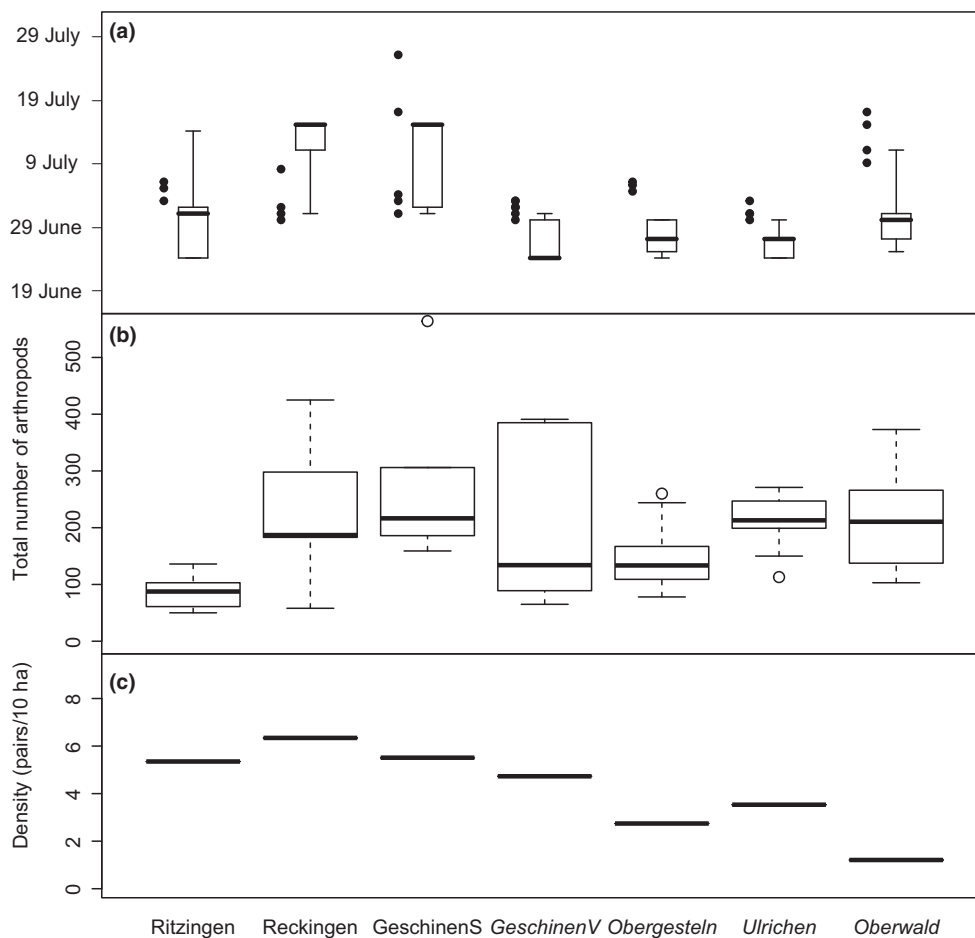 (a)
29 July
19 July
9 July
29 June
19 June
(b)
Total number of arthropods
500
400
300
200
100
0
(c)
Density (pairs/10 ha)
8
6
4
2
0
Ritzingen Reckingen GeschinenS GeschinenV Obergesteln Ulrichen Oberwald